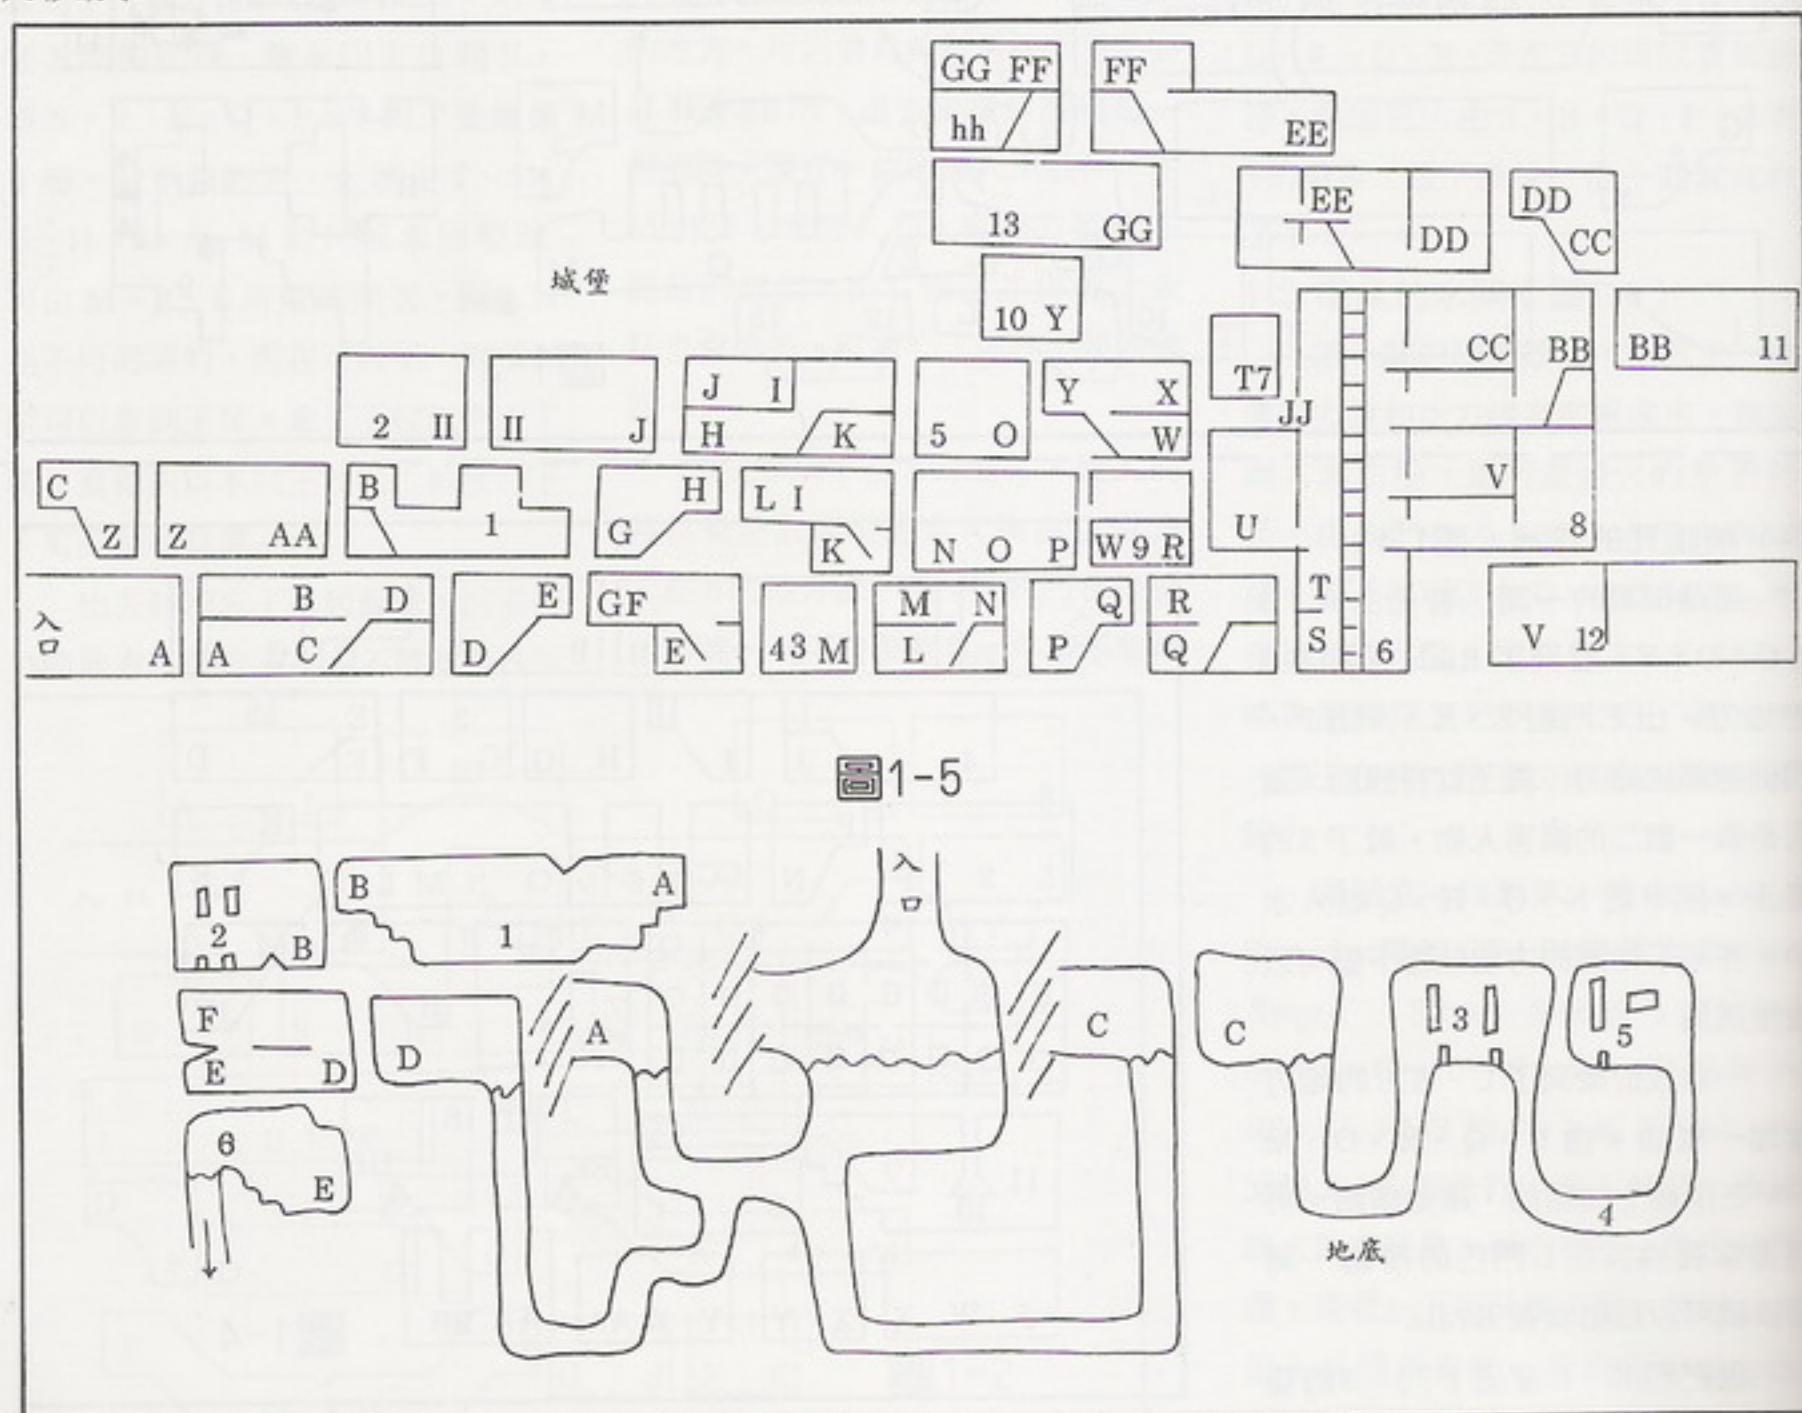 GG FF FF
hh EE
13 GG EE DD DD CC
城堡
10 Y
T7 JJ CC BB BB 11
2 II II J J I H K 5 O Y X W
C Z Z AA B 1 H G L I K N O P W 9 R U V 8
入口 A B D A C E D GF E 43 M M N L Q P R Q T S 6 V 12
圖1-5
入口
2 B B A 1
F E D D A C C 3 5
6 E 4
地底